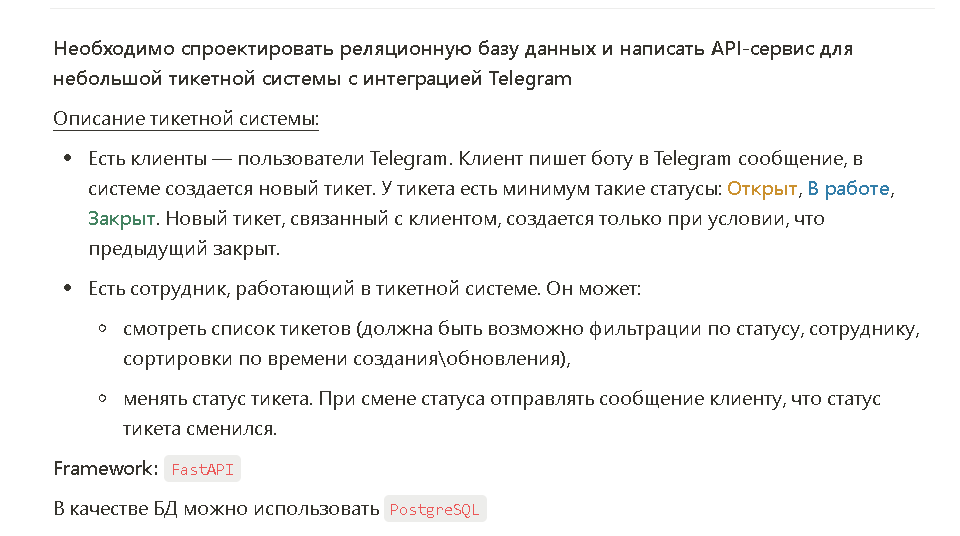 Необходимо спроектировать реляционную базу данных и написать API-сервис для
небольшой тикетной системы с интеграцией Telegram
Описание тикетной системы:
• Есть клиенты — пользователи Telegram. Клиент пишет боту в Telegram сообщение, в
системе создается новый тикет. У тикета есть минимум такие статусы: Открыт, В работе,
Закрыт. Новый тикет, связанный с клиентом, создается только при условии, что
предыдущий закрыт.
• Есть сотрудник, работающий в тикетной системе. Он может:
◦ смотреть список тикетов (должна быть возможно фильтрации по статусу, сотруднику,
сортировки по времени создания\обновления),
◦ менять статус тикета. При смене статуса отправлять сообщение клиенту, что статус
тикета сменился.
Framework: FastAPI
В качестве БД можно использовать PostgreSQL